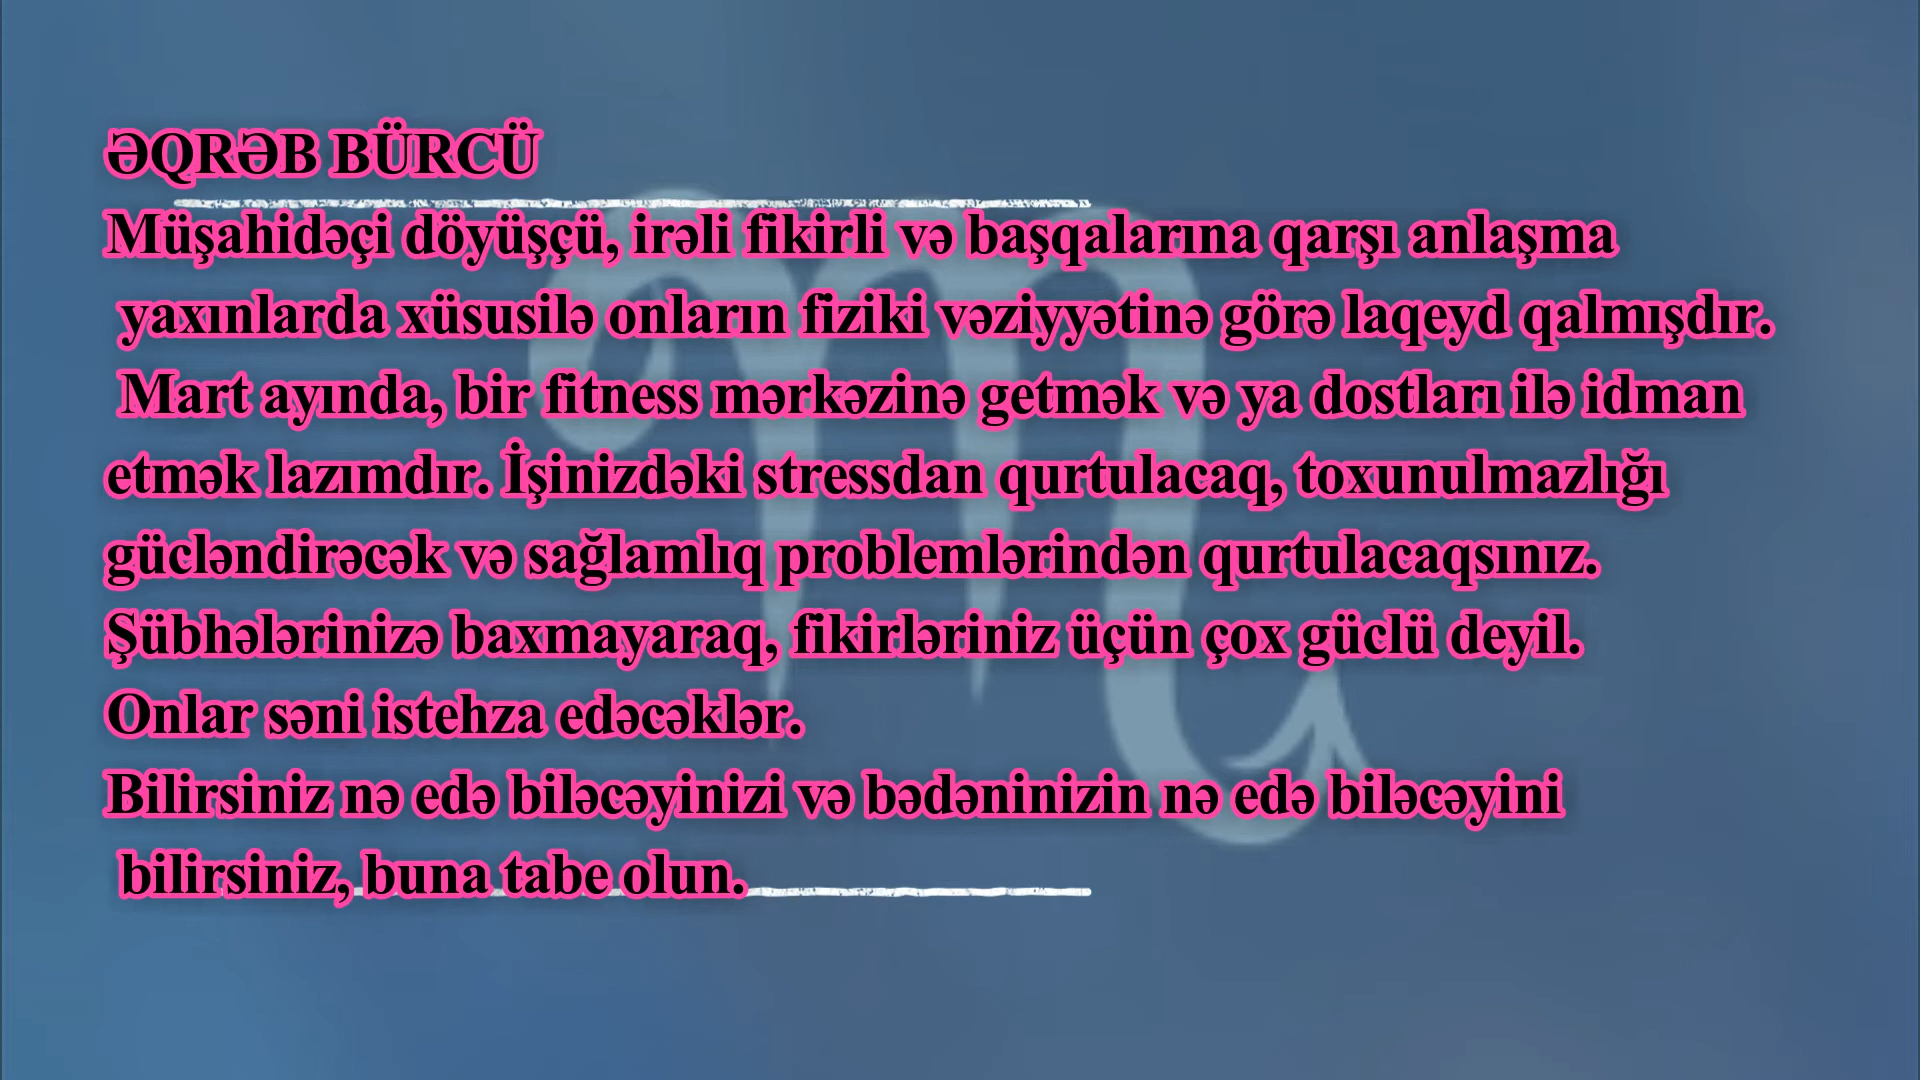 ƏQRƏB BÜRCÜ
Müşahidəçi döyüşçü, irəli fikirli və başqalarına qarşı anlaşma
yaxınlarda xüsusilə onların fiziki vəziyyətinə görə laqeyd qalmışdır.
Mart ayında, bir fitness mərkəzinə getmək və ya dostları ilə idman
etmək lazımdır. İşinizdəki stressdan qurtulacaq, toxunulmazlığı
gücləndirəcək və sağlamlıq problemlərindən qurtulacaqsınız.
Şübhələrinizə baxmayaraq, fikirləriniz üçün çox güclü deyil.
Onlar səni istehza edəcəklər.
Bilirsiniz nə edə biləcəyinizi və bədəninizin nə edə biləcəyini
bilirsiniz, buna tabe olun.